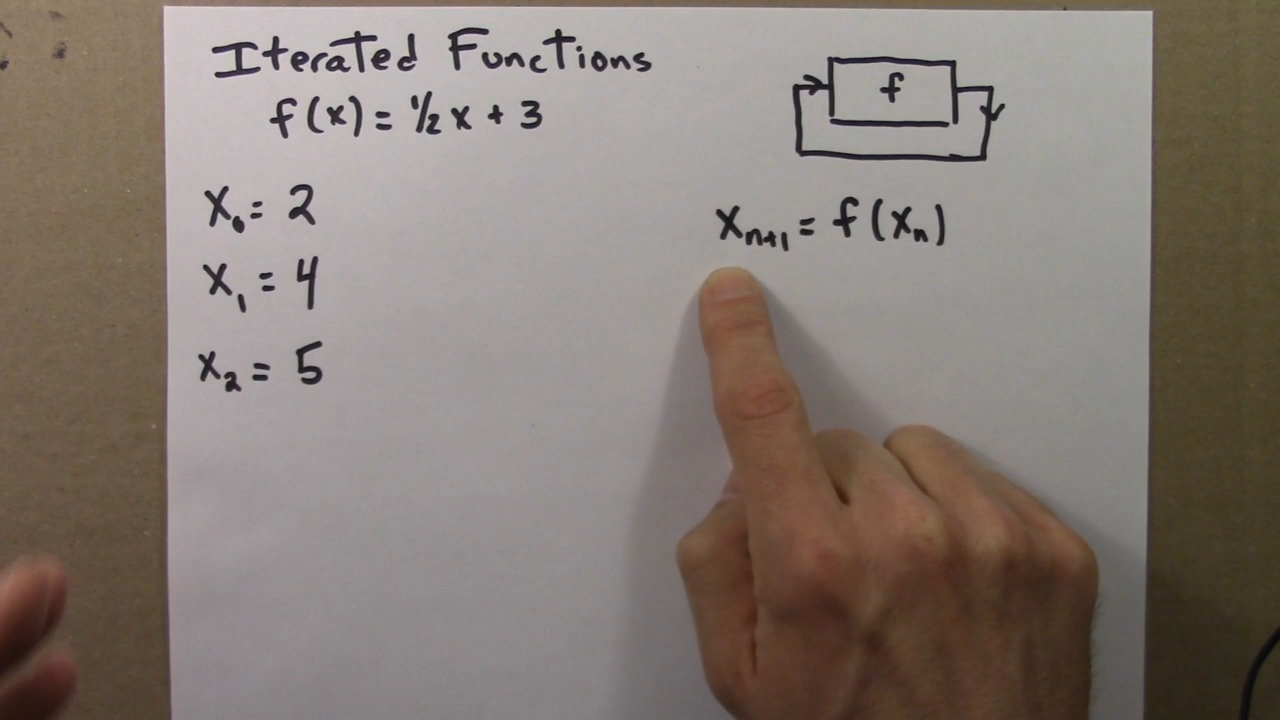 Iterated Functions
f(x) = ½x + 3
f
x₀ = 2
x₁ = 4
x₂ = 5
xₙ₊₁ = f(xₙ)